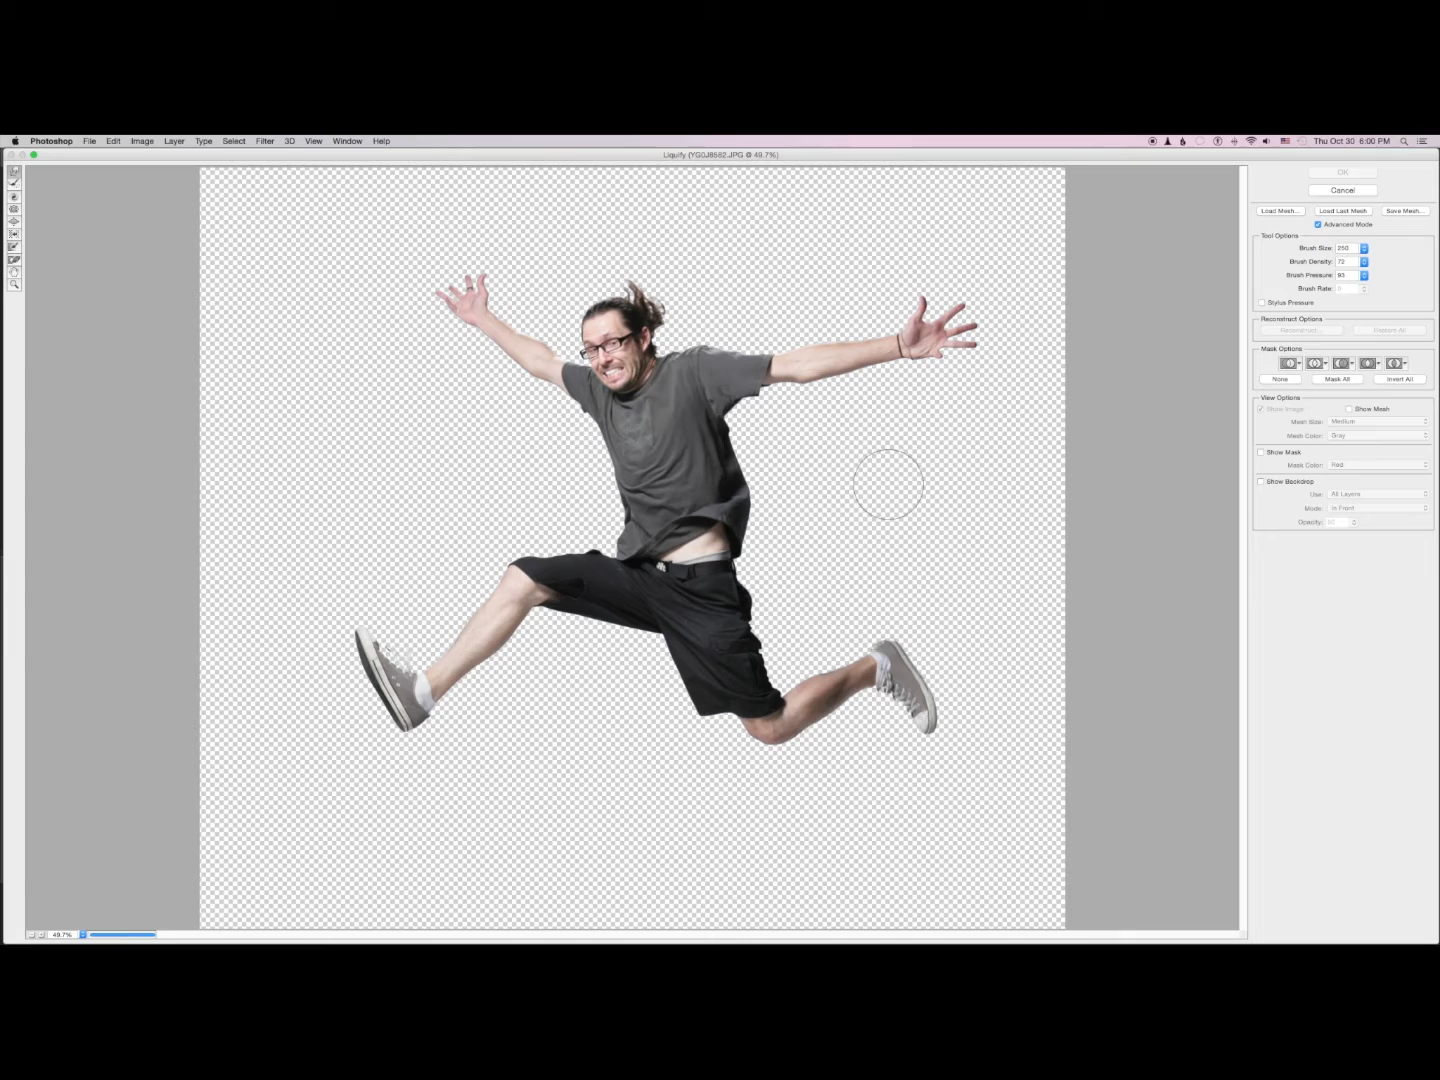 Photoshop File Edit Image Layer Type Select Filter 3D View Window Help Thu Oct 30 6:00 PM
Liquify (YG0J8582.JPG @ 49.7%)
OK
Cancel
Load Mesh... Load Last Mesh Save Mesh...
Advanced Mode
Tool Options
Brush Size: 250
Brush Density: 72
Brush Pressure: 93
Brush Rate:
Stylus Pressure
Reconstruct Options
Reconstruct... Restore All
Mask Options
None Mask All Invert All
View Options
Show Image Show Mesh
Mesh Size: Medium
Mesh Color: Gray
Show Mask
Mask Color: Red
Show Backdrop
Use: All Layers
Mode: In Front
Opacity:
49.7%